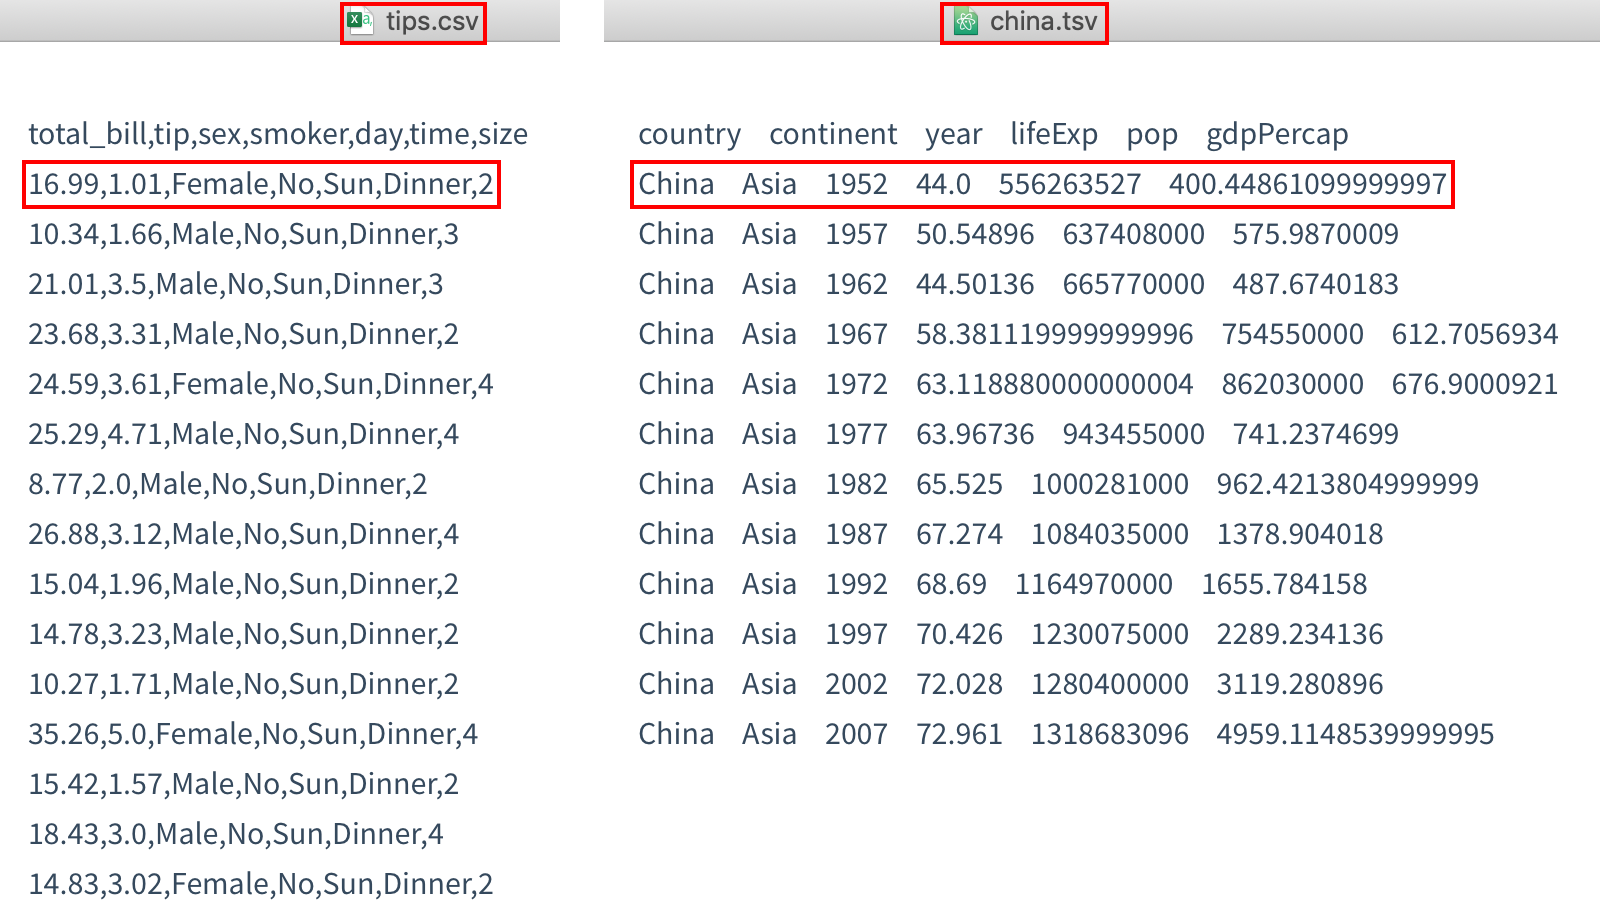 tips.csv
total_bill,tip,sex,smoker,day,time,size
16.99,1.01,Female,No,Sun,Dinner,2
10.34,1.66,Male,No,Sun,Dinner,3
21.01,3.5,Male,No,Sun,Dinner,3
23.68,3.31,Male,No,Sun,Dinner,2
24.59,3.61,Female,No,Sun,Dinner,4
25.29,4.71,Male,No,Sun,Dinner,4
8.77,2.0,Male,No,Sun,Dinner,2
26.88,3.12,Male,No,Sun,Dinner,4
15.04,1.96,Male,No,Sun,Dinner,2
14.78,3.23,Male,No,Sun,Dinner,2
10.27,1.71,Male,No,Sun,Dinner,2
35.26,5.0,Female,No,Sun,Dinner,4
15.42,1.57,Male,No,Sun,Dinner,2
18.43,3.0,Male,No,Sun,Dinner,4
14.83,3.02,Female,No,Sun,Dinner,2
china.tsv
country continent year lifeExp pop gdpPercap
China Asia 1952 44.0 556263527 400.44861099999997
China Asia 1957 50.54896 637408000 575.9870009
China Asia 1962 44.50136 665770000 487.6740183
China Asia 1967 58.381119999999996 754550000 612.7056934
China Asia 1972 63.118880000000004 862030000 676.9000921
China Asia 1977 63.96736 943455000 741.2374699
China Asia 1982 65.525 1000281000 962.4213804999999
China Asia 1987 67.274 1084035000 1378.904018
China Asia 1992 68.69 1164970000 1655.784158
China Asia 1997 70.426 1230075000 2289.234136
China Asia 2002 72.028 1280400000 3119.280896
China Asia 2007 72.961 1318683096 4959.1148539999995